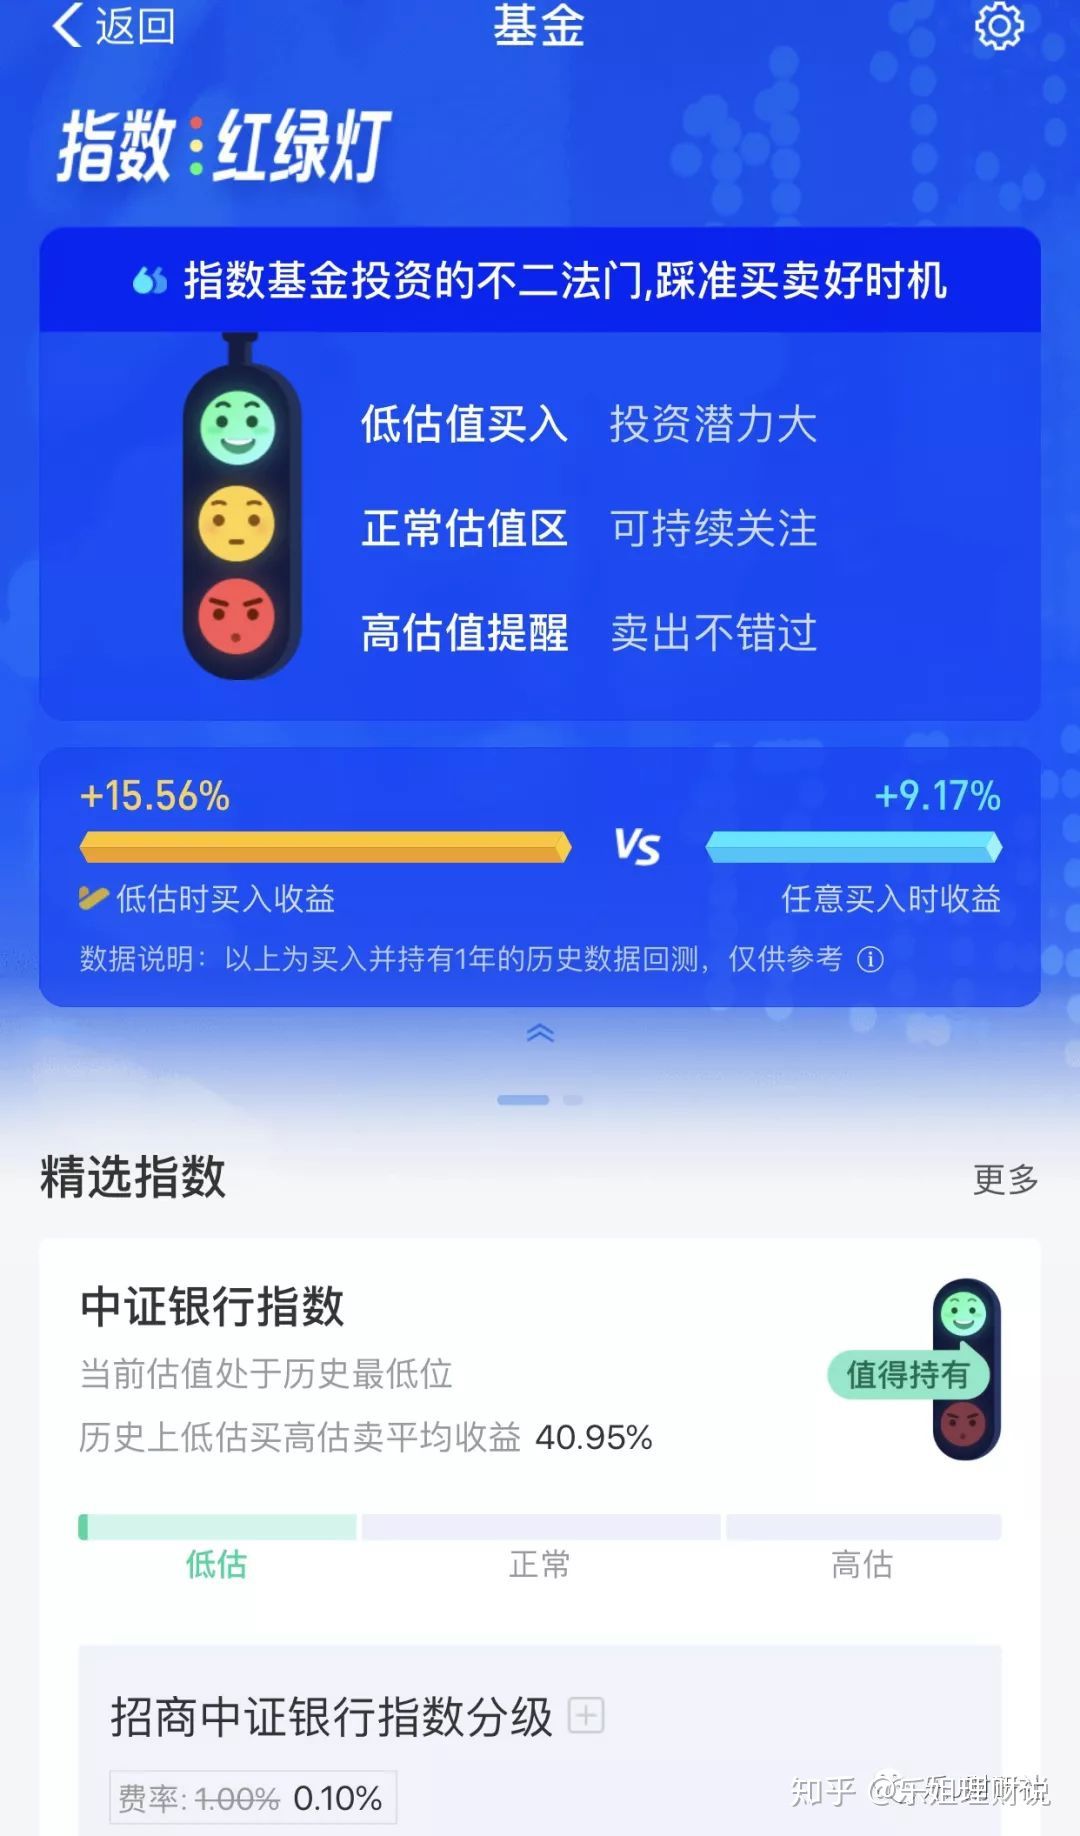 返回
基金
指数红绿灯
指数基金投资的不二法门,踩准买卖好时机
低估值买入 投资潜力大
正常估值区 可持续关注
高估值提醒 卖出不错过
+15.56%
+9.17%
VS
低估时买入收益
任意买入时收益
数据说明：以上为买入并持有1年的历史数据回测，仅供参考
精选指数
更多
中证银行指数
当前估值处于历史最低位
值得持有
历史上低估买高估卖平均收益 40.95%
低估 正常 高估
招商中证银行指数分级
费率: 1.00% 0.10%
知乎